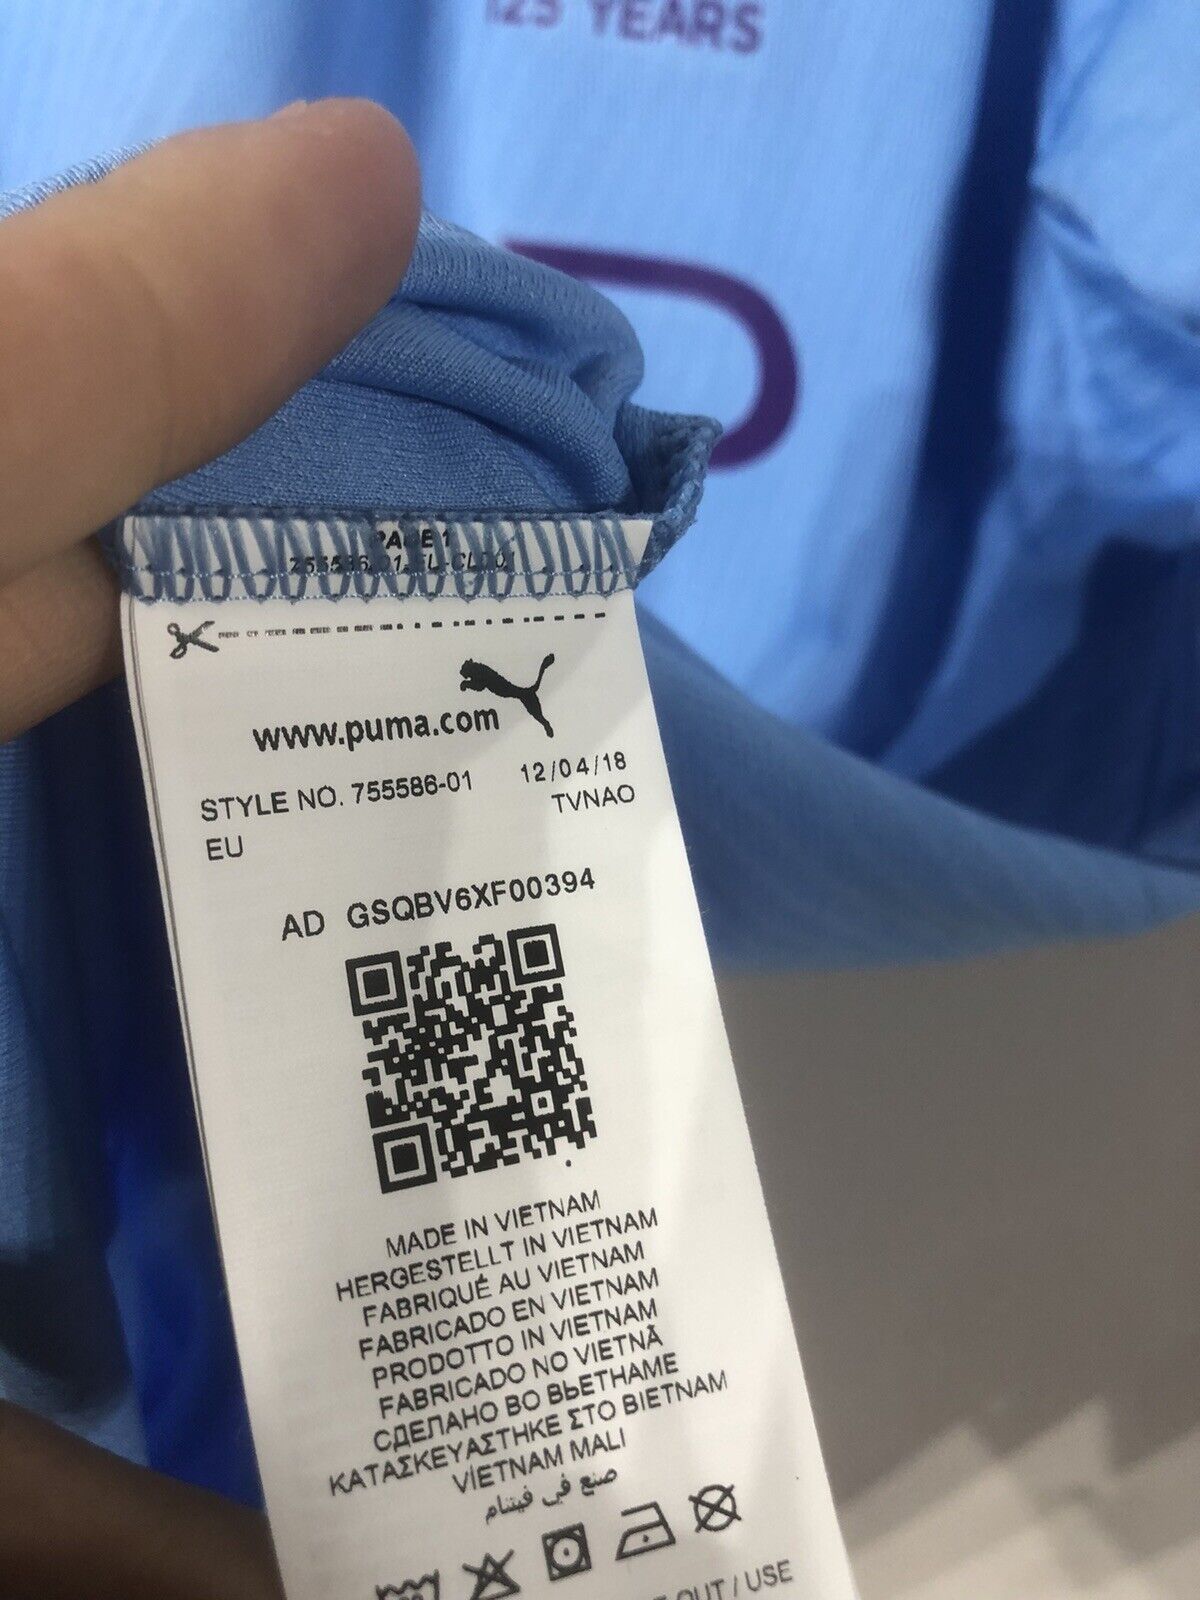 125 YEARS
PAGE 1
www.puma.com
STYLE NO. 755586-01 12/04/18
EU TVNAO
AD GSQBV6XF00394
MADE IN VIETNAM
HERGESTELLT IN VIETNAM
FABRIQUÉ AU VIETNAM
FABRICADO EN VIETNAM
PRODOTTO IN VIETNAM
FABRICADO NO VIETNÃ
СДЕЛАНО ВО ВЬЕТНАМЕ
ΚΑΤΑΣΚΕΥΑΣΤΗΚΕ ΣΤΟ ΒΙΕΤΝΑΜ
VİETNAM MALI
صنع في فيتنام
OUT / USE